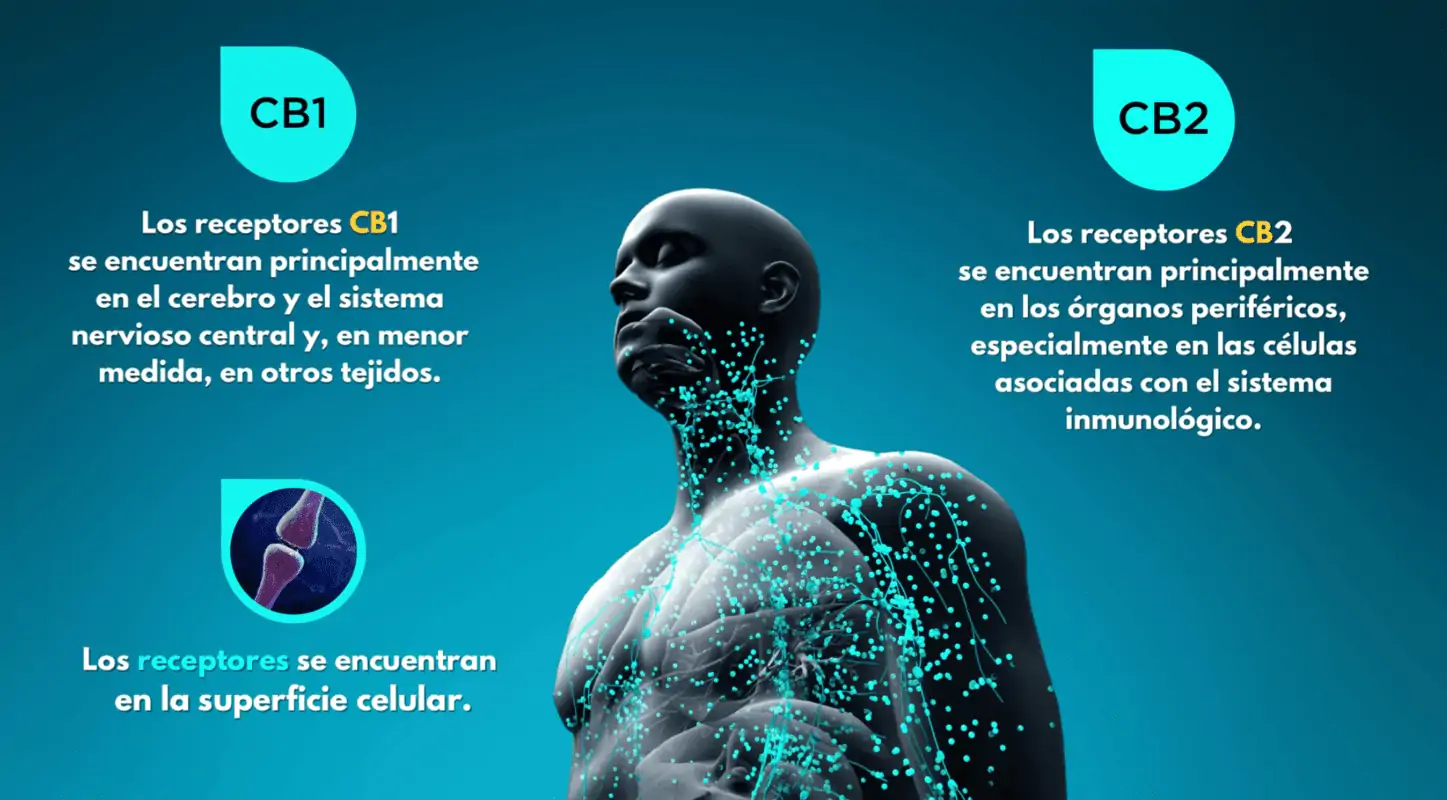 CB1
Los receptores CB1
se encuentran principalmente
en el cerebro y el sistema
nervioso central y, en menor
medida, en otros tejidos.
Los receptores se encuentran
en la superficie celular.
CB2
Los receptores CB2
se encuentran principalmente
en los órganos periféricos,
especialmente en las células
asociadas con el sistema
inmunológico.